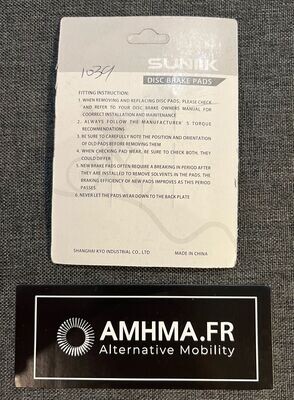 1039
SUNIIK
DISC BRAKE PADS
FITTING INSTRUCTION:
1. WHEN REMOVING AND REPLACING DISC PADS, PLEASE CHECK
AND READ TO YOUR DISC BRAKE OWNERS MANUAL FOR
COORRECT INSTALLATION AND MAINTENANCE
2. ALWAYS FOLLOW THE MANUFACTURER' S TORQUE
RECOMMENDATIONS
3. BE SURE TO CAREFULLY NOTE THE POSITION AND ORIENTATION
OF OLD PADS BEFORE REMOVING THEM
4. WHEN CHECKING PAD WEAR, BE SURE TO CHECK BOTH, THEY
COULD DIFFER
5. NEW BRAKE PADS OFTEN REQUIRE A BREAKING IN PERIOD AFTER
THEY ARE INSTALLED TO REMOVE SOLVENTS IN THE PADS. THE
BRAKING EFFICIENCY OF NEW PADS IMPROVES AS THIS PERIOD
PASSES
6. NEVER LET THE PADS WEAR DOWN TO THE BACK PLATE
SHANGHAI KYO INDUSTRIAL CO., LTD
MADE IN CHINA
AMHMA.FR
Alternative Mobility